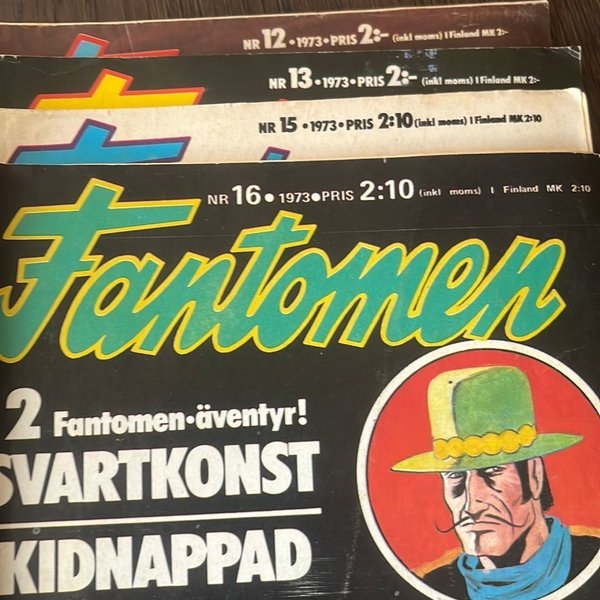 NR 12 • 1973 • PRIS 2:- (inkl moms) I Finland MK 2:-
NR 13 • 1973 • PRIS 2:- (inkl moms) I Finland MK 2:-
NR 15 • 1973 • PRIS 2:10 (inkl moms) I Finland MK 2:10
NR 16 • 1973 • PRIS 2:10 (inkl moms) I Finland MK 2:10
Fantomen
2 Fantomen-äventyr!
SVARTKONST
KIDNAPPAD